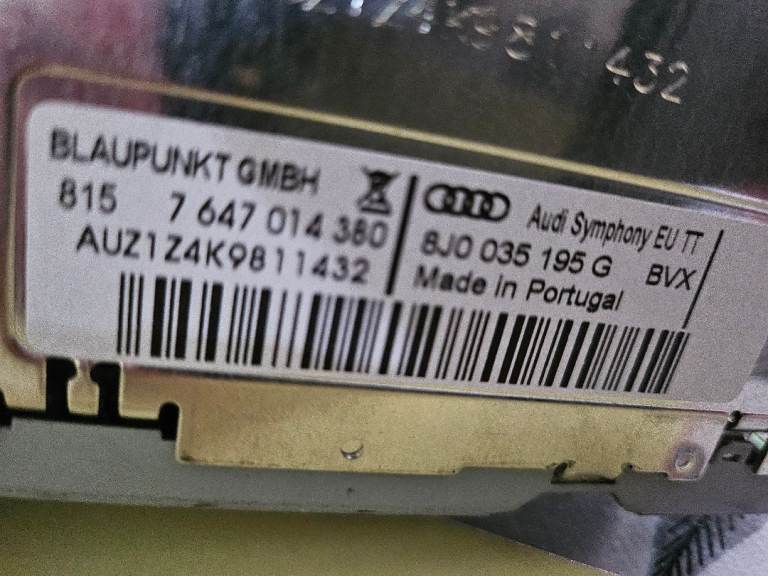 432
BLAUPUNKT GMBH
815 7 647 014 380
AUZ1Z4K9811432
Audi Symphony EU TT
8J0 035 195 G BVX
Made in Portugal